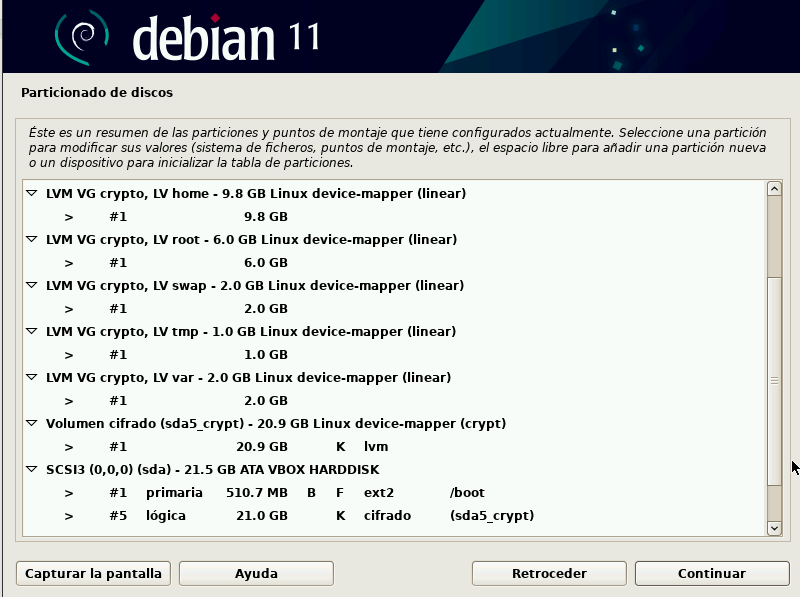 debian 11
Particionado de discos
Éste es un resumen de las particiones y puntos de montaje que tiene configurados actualmente. Seleccione una partición
para modificar sus valores (sistema de ficheros, puntos de montaje, etc.), el espacio libre para añadir una partición nueva
o un dispositivo para inicializar la tabla de particiones.
LVM VG crypto, LV home - 9.8 GB Linux device-mapper (linear)
> #1 9.8 GB
LVM VG crypto, LV root - 6.0 GB Linux device-mapper (linear)
> #1 6.0 GB
LVM VG crypto, LV swap - 2.0 GB Linux device-mapper (linear)
> #1 2.0 GB
LVM VG crypto, LV tmp - 1.0 GB Linux device-mapper (linear)
> #1 1.0 GB
LVM VG crypto, LV var - 2.0 GB Linux device-mapper (linear)
> #1 2.0 GB
Volumen cifrado (sda5_crypt) - 20.9 GB Linux device-mapper (crypt)
> #1 20.9 GB K lvm
SCSI3 (0,0,0) (sda) - 21.5 GB ATA VBOX HARDDISK
> #1 primaria 510.7 MB B F ext2 /boot
> #5 lógica 21.0 GB K cifrado (sda5_crypt)
Capturar la pantalla Ayuda Retroceder Continuar